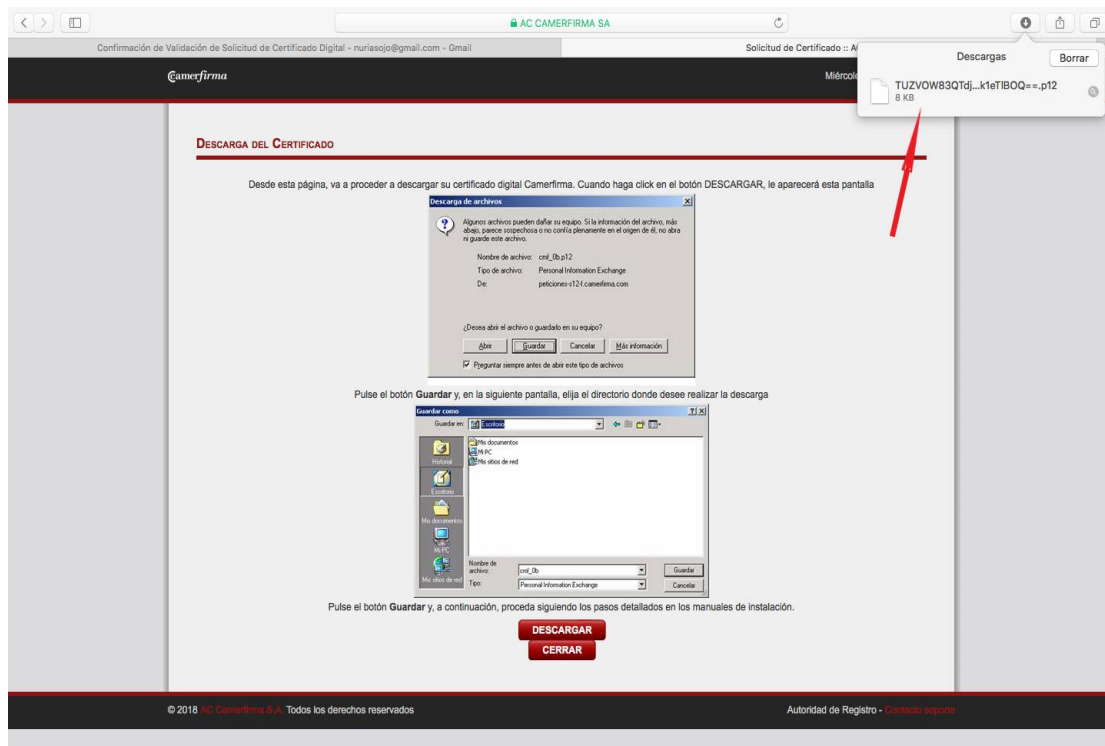 AC CAMERFIRMA SA
Confirmación de Validación de Solicitud de Certificado Digital - nuriasojo@gmail.com - Gmail
Solicitud de Certificado :: A
Descargas
Borrar
TUZVOW83QTdj...k1eTlBOQ==.p12
8 KB
Camerfirma
Miércole
DESCARGA DEL CERTIFICADO
Desde esta página, va a proceder a descargar su certificado digital Camerfirma. Cuando haga click en el botón DESCARGAR, le aparecerá esta pantalla
Descarga de archivos
Algunos archivos pueden dañar su equipo. Si la información del archivo, más
abajo, parece sospechosa o no confía plenamente en el origen de él, no abra
ni guarde este archivo.
Nombre de archivo: cmf_0b.p12
Tipo de archivo: Personal Information Exchange
De: peticiones-s12-f.camerfirma.com
¿Desea abrir el archivo o guardarlo en su equipo?
Abrir Guardar Cancelar Más información
Preguntar siempre antes de abrir este tipo de archivos
Pulse el botón Guardar y, en la siguiente pantalla, elija el directorio donde desee realizar la descarga
Guardar como
Guardar en: Escritorio
Mis documentos
Mi PC
Mis sitios de red
Historial
Escritorio
Mis documentos
Mi PC
Mis sitios de red
Nombre de
archivo: cmf_0b Guardar
Tipo: Personal Information Exchange Cancelar
Pulse el botón Guardar y, a continuación, proceda siguiendo los pasos detallados en los manuales de instalación.
DESCARGAR
CERRAR
© 2018 AC Camerfirma S.A. Todos los derechos reservados
Autoridad de Registro - Contacto soporte